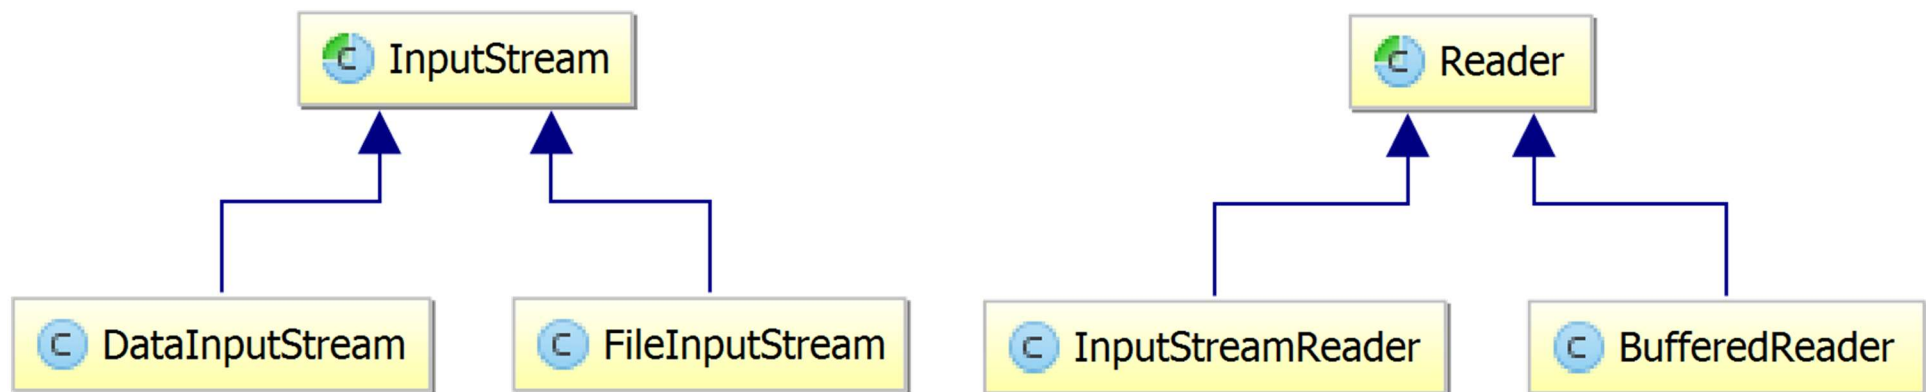 C InputStream
C Reader
C DataInputStream
C FileInputStream
C InputStreamReader
C BufferedReader